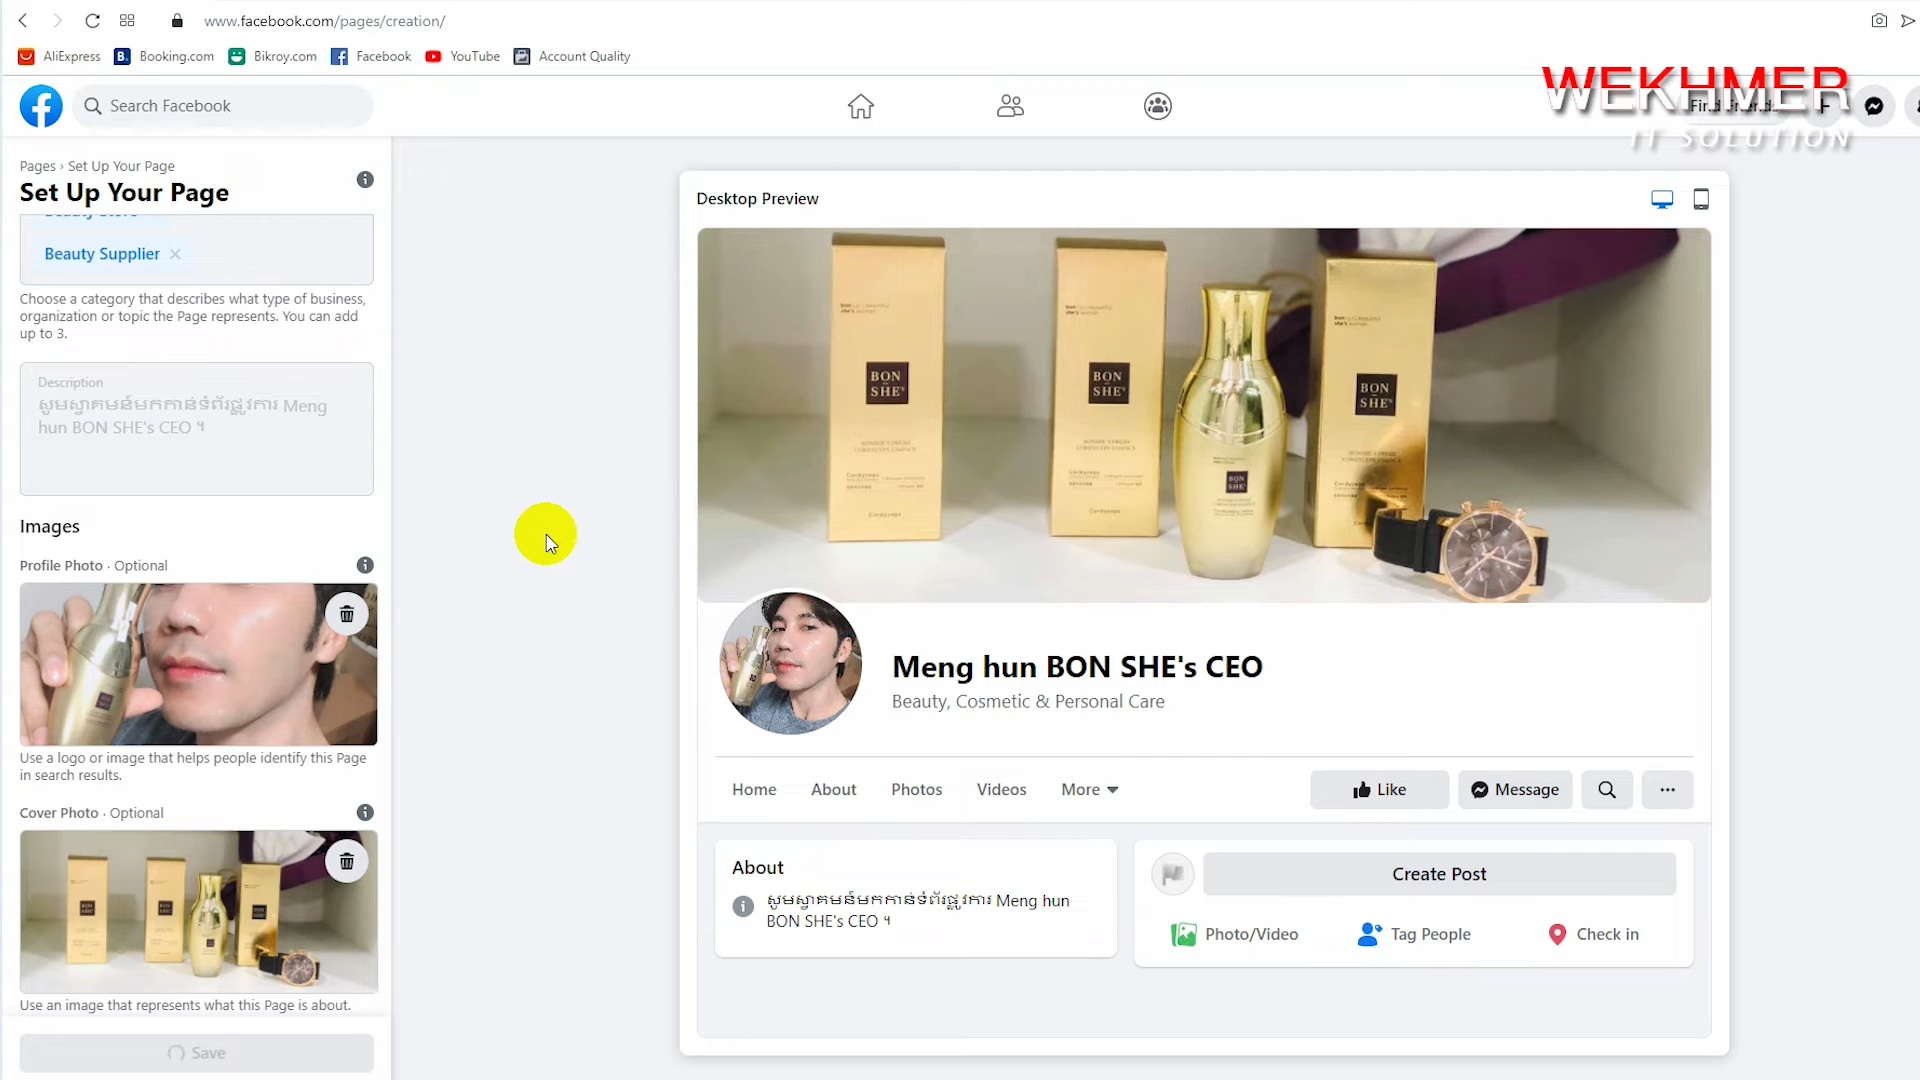 www.facebook.com/pages/creation/
AliExpress Booking.com Bikroy.com Facebook YouTube Account Quality
WEKHMER
IT SOLUTION
Search Facebook
Pages › Set Up Your Page
Set Up Your Page
Beauty Store
Beauty Supplier
Choose a category that describes what type of business,
organization or topic the Page represents. You can add
up to 3.
Description
សូមស្វាគមន៍មកកាន់ទំព័រផ្លូវការ Meng
hun BON SHE's CEO ។
Images
Profile Photo · Optional
Use a logo or image that helps people identify this Page
in search results.
Cover Photo · Optional
Use an image that represents what this Page is about.
Save
Desktop Preview
BON
SHE'S
BON
SHE'S
BON
SHE'S
BON
SHE'S
Cordyceps
Cordyceps
Meng hun BON SHE's CEO
Beauty, Cosmetic & Personal Care
Home About Photos Videos More
Like Message
About
សូមស្វាគមន៍មកកាន់ទំព័រផ្លូវការ Meng hun
BON SHE's CEO ។
Create Post
Photo/Video Tag People Check in